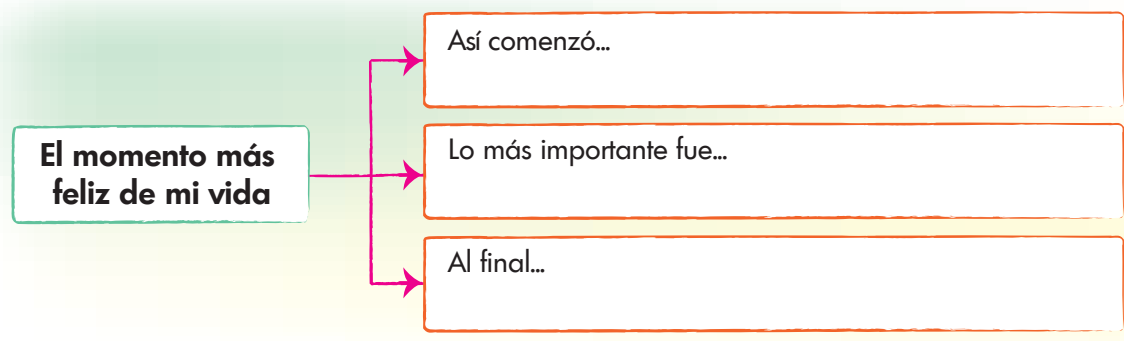 El momento más
feliz de mi vida
Así comenzó...
Lo más importante fue...
Al final...